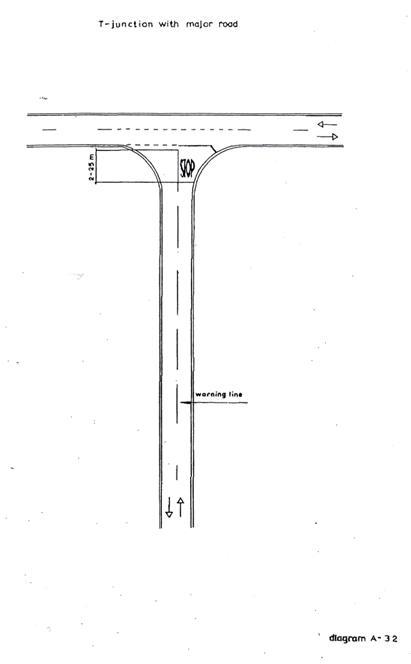 T-junction with major road
2-25 m
STOP
warning line
diagram A-32